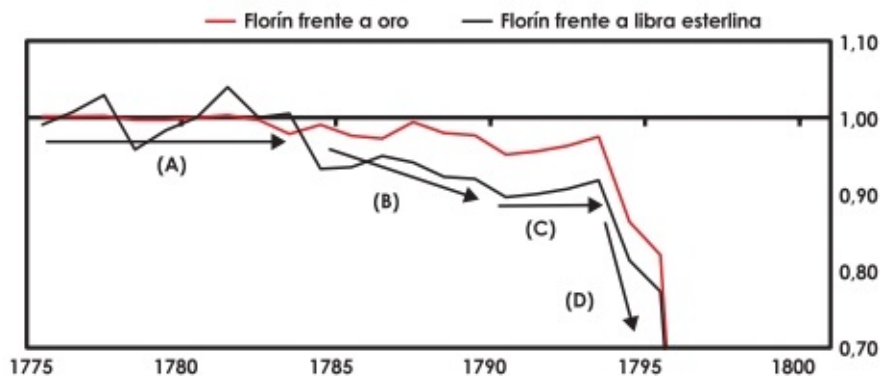 Florín frente a oro Florín frente a libra esterlina
1,10
1,00
(A)
0,90
(B)
(C)
0,80
(D)
0,70
1775 1780 1785 1790 1795 1800